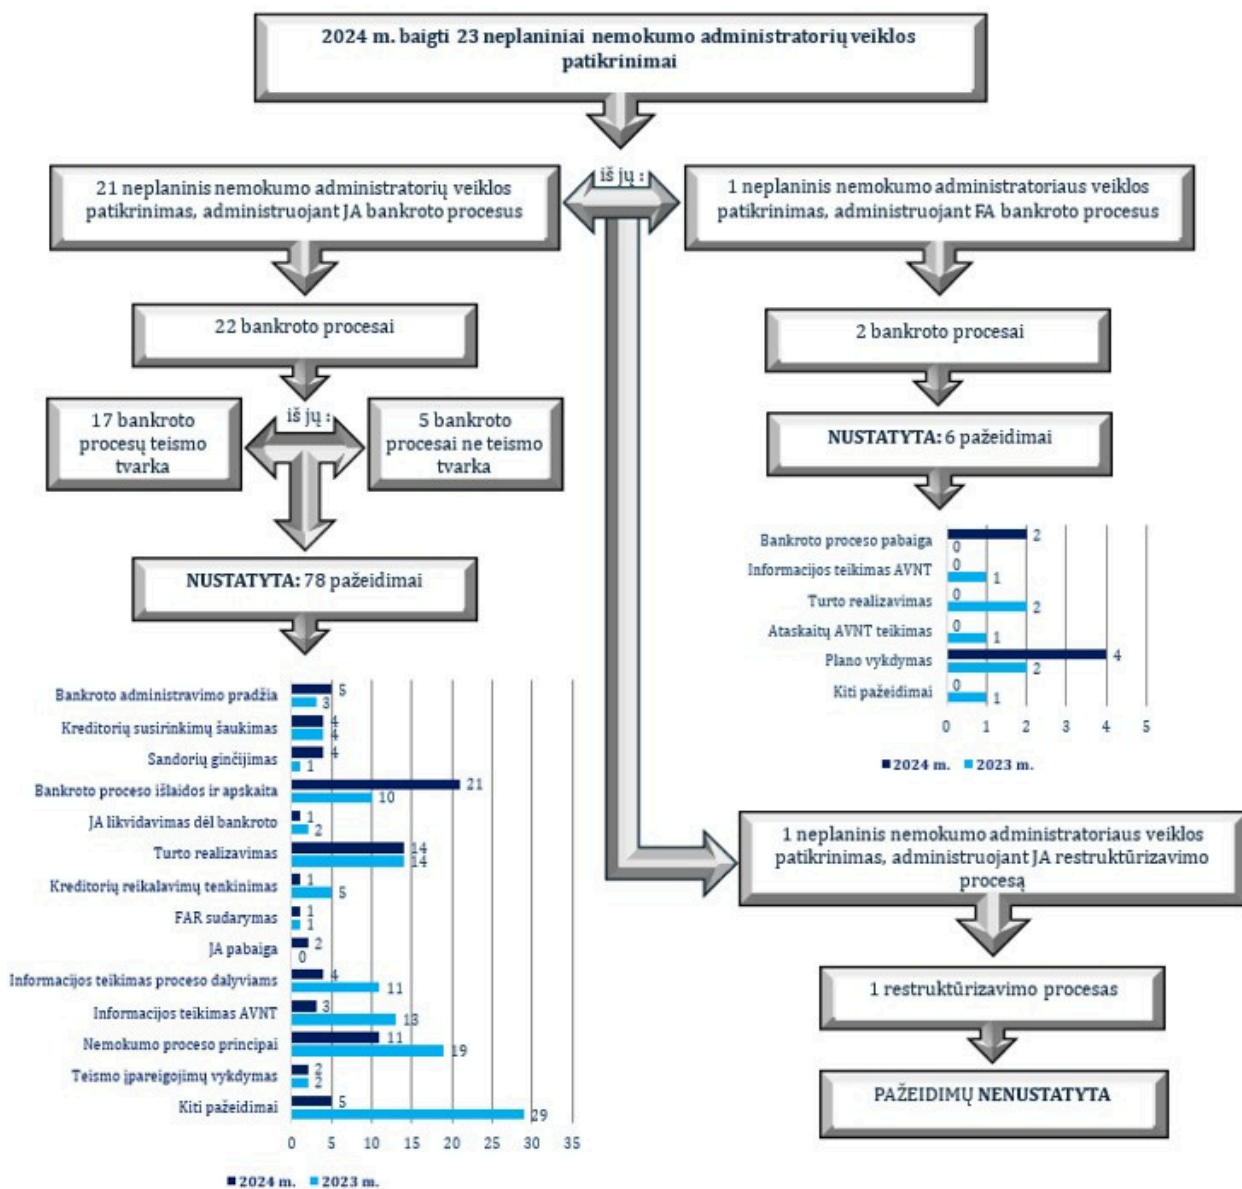 2024 m. baigti 23 neplaniniai nemokumo administratorių veiklos
patikrinimai
iš jų :
21 neplaninis nemokumo administratorių veiklos
patikrinimas, administruojant JA bankroto procesus
1 neplaninis nemokumo administratoriaus veiklos
patikrinimas, administruojant FA bankroto procesus
22 bankroto procesai
iš jų :
17 bankroto
procesų teismo
tvarka
5 bankroto
procesai ne teismo
tvarka
NUSTATYTA: 78 pažeidimai
Bankroto administravimo pradžia 5 3
Kreditorių susirinkimų šaukimas 4 4
Sandorių ginčijimas 4 1
Bankroto proceso išlaidos ir apskaita 21 10
JA likvidavimas dėl bankroto 1 2
Turto realizavimas 14 14
Kreditorių reikalavimų tenkinimas 1 5
FAR sudarymas 1 1
JA pabaiga 2 0
Informacijos teikimas proceso dalyviams 4 11
Informacijos teikimas AVNT 3 13
Nemokumo proceso principai 11 19
Teismo įpareigojimų vykdymas 2 2
Kiti pažeidimai 5 29
0 5 10 15 20 25 30 35
2024 m. 2023 m.
2 bankroto procesai
NUSTATYTA: 6 pažeidimai
Bankroto proceso pabaiga 2 0
Informacijos teikimas AVNT 0 1
Turto realizavimas 0 2
Ataskaitų AVNT teikimas 0 1
Plano vykdymas 4 2
Kiti pažeidimai 0 1
0 1 2 3 4 5
2024 m. 2023 m.
1 neplaninis nemokumo administratoriaus veiklos
patikrinimas, administruojant JA restruktūrizavimo
procesą
1 restruktūrizavimo procesas
PAŽEIDIMŲ NENUSTATYTA